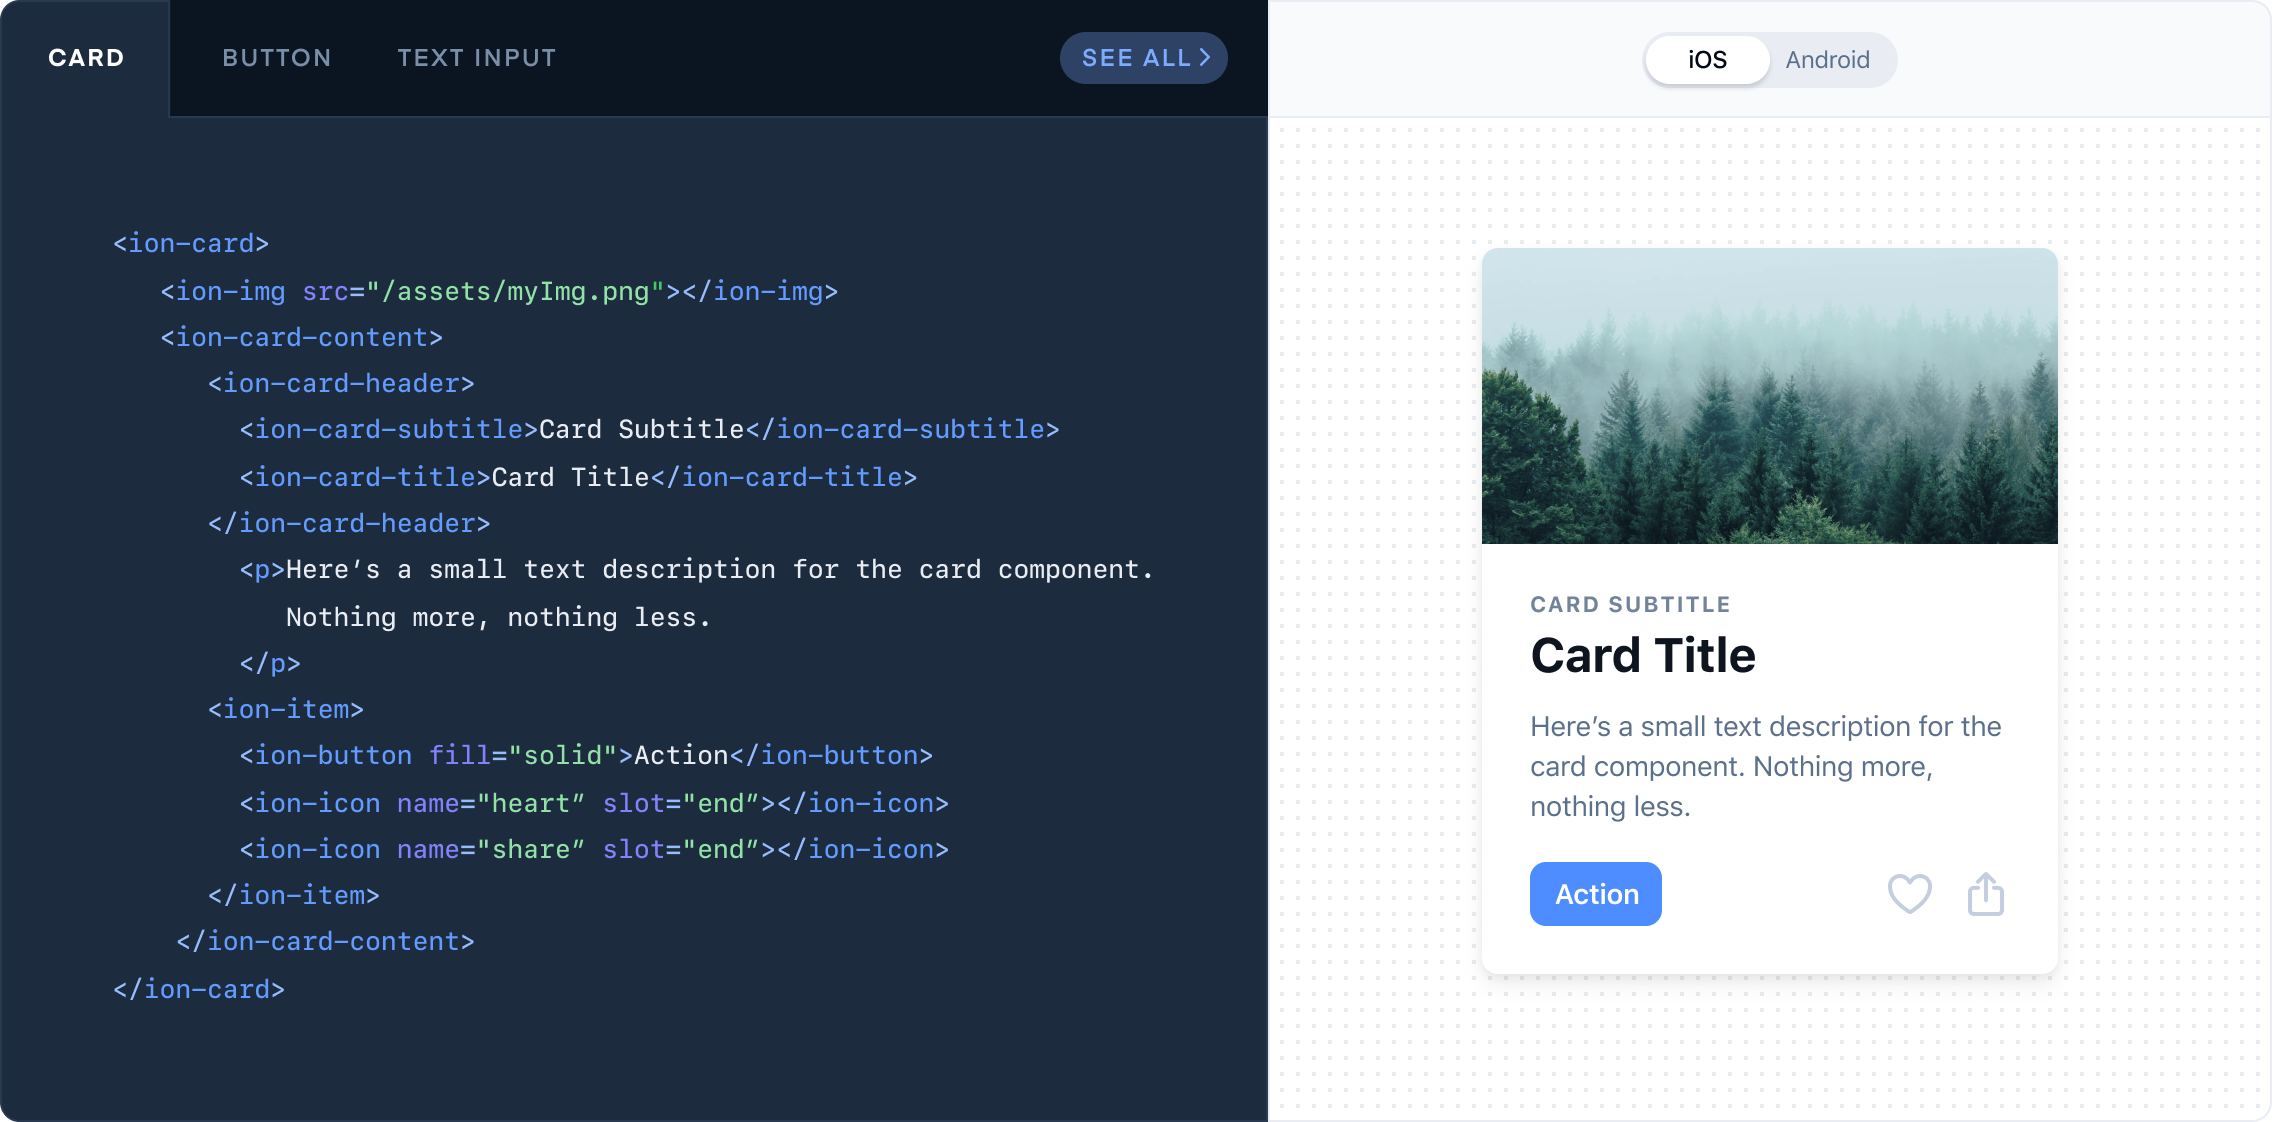 CARD BUTTON TEXT INPUT SEE ALL
<ion-card>
<ion-img src="/assets/myImg.png"></ion-img>
<ion-card-content>
<ion-card-header>
<ion-card-subtitle>Card Subtitle</ion-card-subtitle>
<ion-card-title>Card Title</ion-card-title>
</ion-card-header>
<p>Here’s a small text description for the card component.
Nothing more, nothing less.
</p>
<ion-item>
<ion-button fill="solid">Action</ion-button>
<ion-icon name="heart” slot="end”></ion-icon>
<ion-icon name="share” slot="end”></ion-icon>
</ion-item>
</ion-card-content>
</ion-card>
iOS Android
CARD SUBTITLE
Card Title
Here’s a small text description for the
card component. Nothing more,
nothing less.
Action